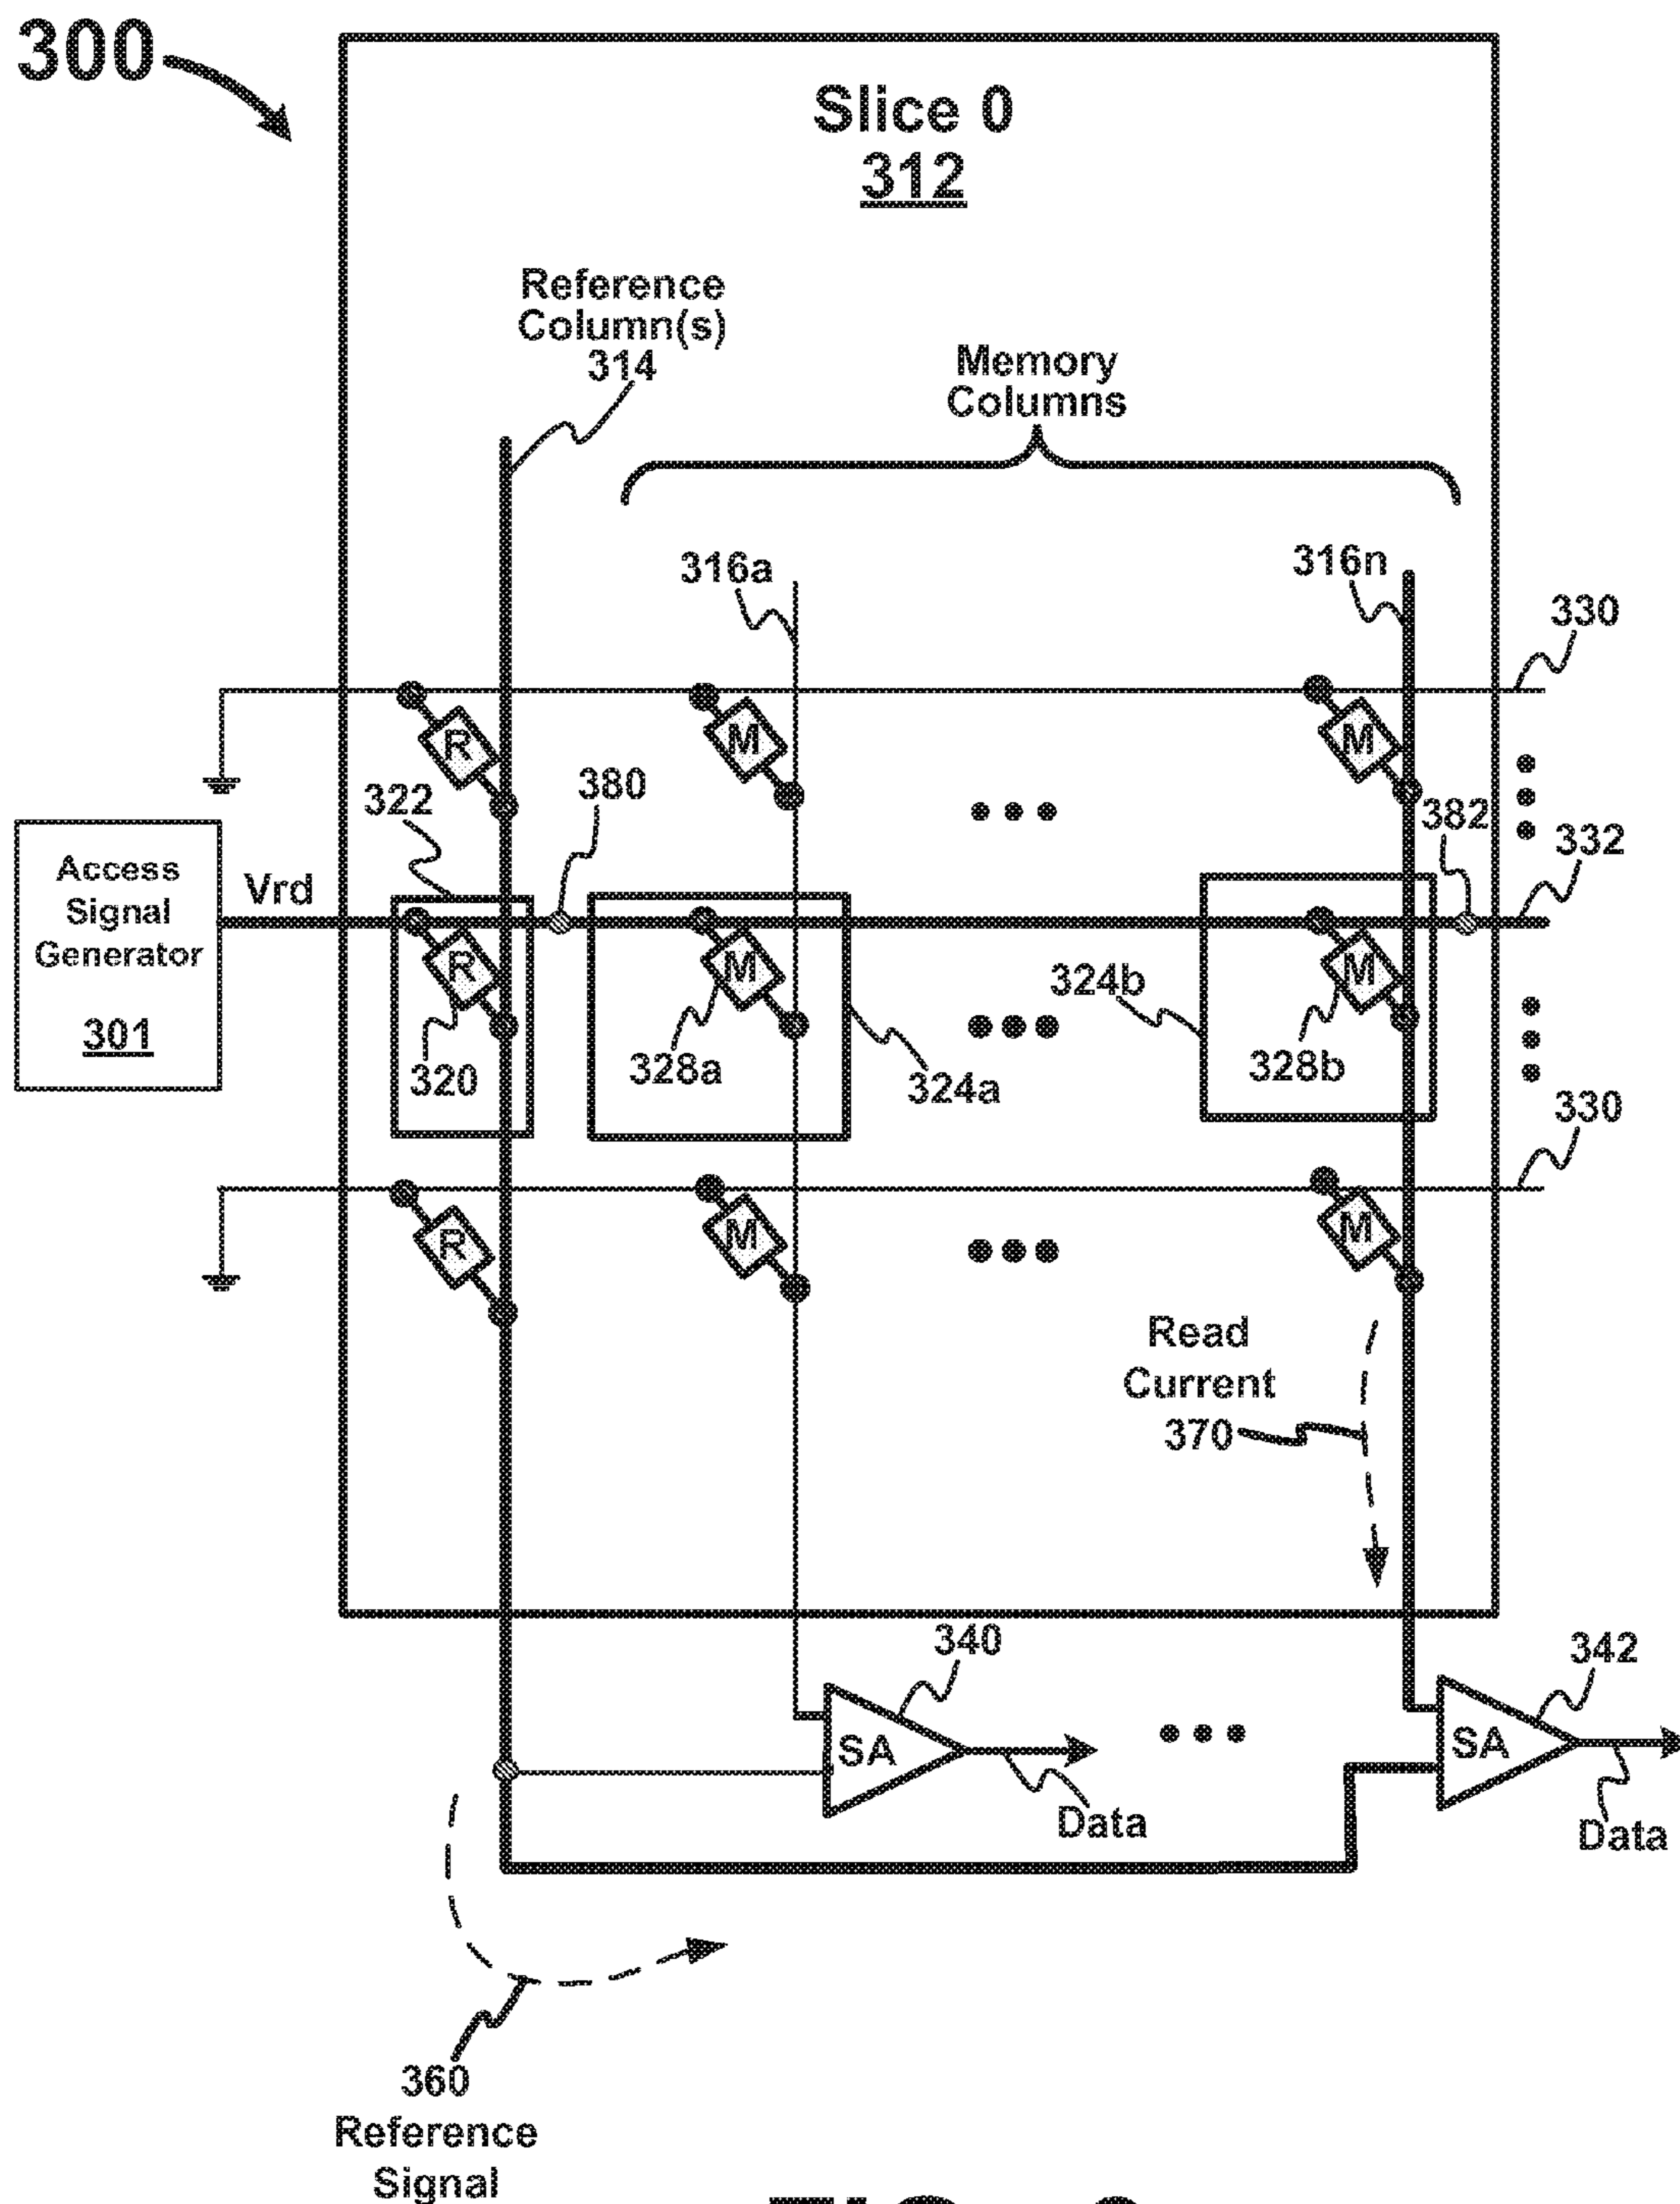 300
Slice 0
312
Reference
Column(s)
314
Memory
Columns
316a
316n
330
R
M
M
322
380
382
332
Access
Signal
Generator
301
Vrd
R
M
M
320
328a
324a
324b
328b
330
R
M
M
Read
Current
370
340
342
SA
SA
Data
Data
360
Reference
Signal